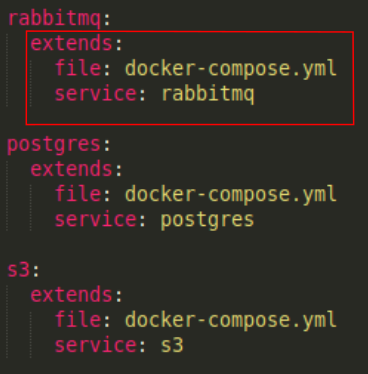 rabbitmq:
  extends:
    file: docker-compose.yml
    service: rabbitmq
postgres:
  extends:
    file: docker-compose.yml
    service: postgres
s3:
  extends:
    file: docker-compose.yml
    service: s3